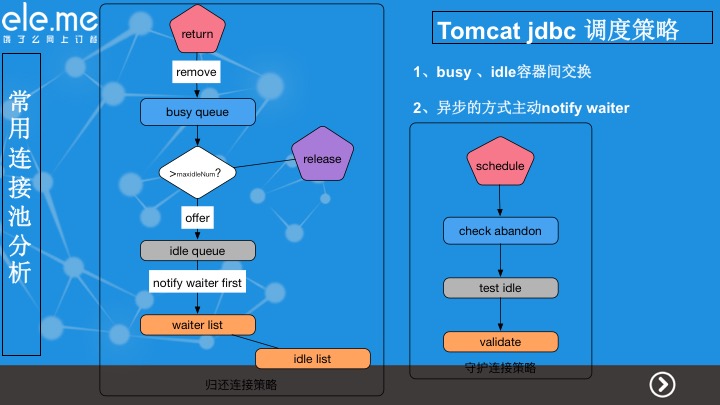 ele.me
饿了么网上订餐
Tomcat jdbc 调度策略
常用连接池分析
1、busy 、idle容器间交换
2、异步的方式主动notify waiter
return
remove
busy queue
>maxidleNum?
release
offer
idle queue
notify waiter first
waiter list
idle list
归还连接策略
schedule
check abandon
test idle
validate
守护连接策略